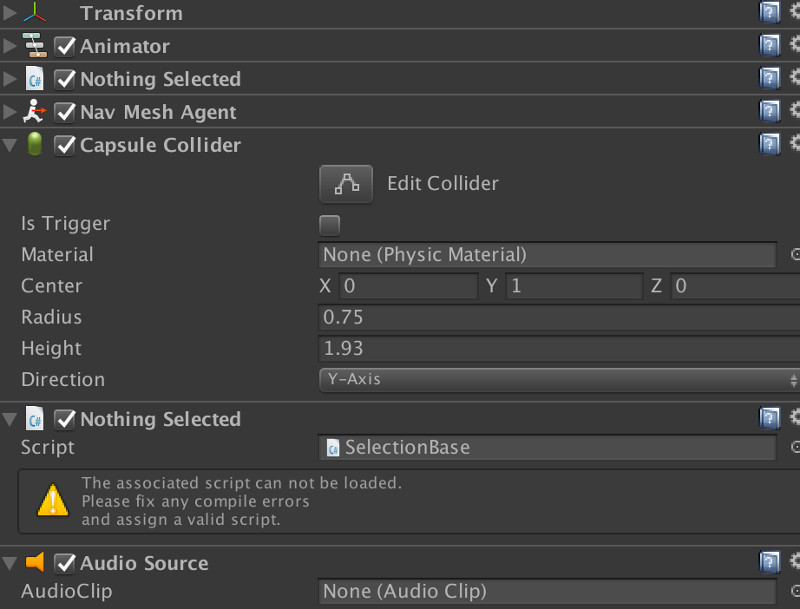 Transform
Animator
C# Nothing Selected
Nav Mesh Agent
Capsule Collider
Edit Collider
Is Trigger
Material None (Physic Material)
Center X 0 Y 1 Z 0
Radius 0.75
Height 1.93
Direction Y-Axis
C# Nothing Selected
Script C# SelectionBase
The associated script can not be loaded.
Please fix any compile errors
and assign a valid script.
Audio Source
AudioClip None (Audio Clip)